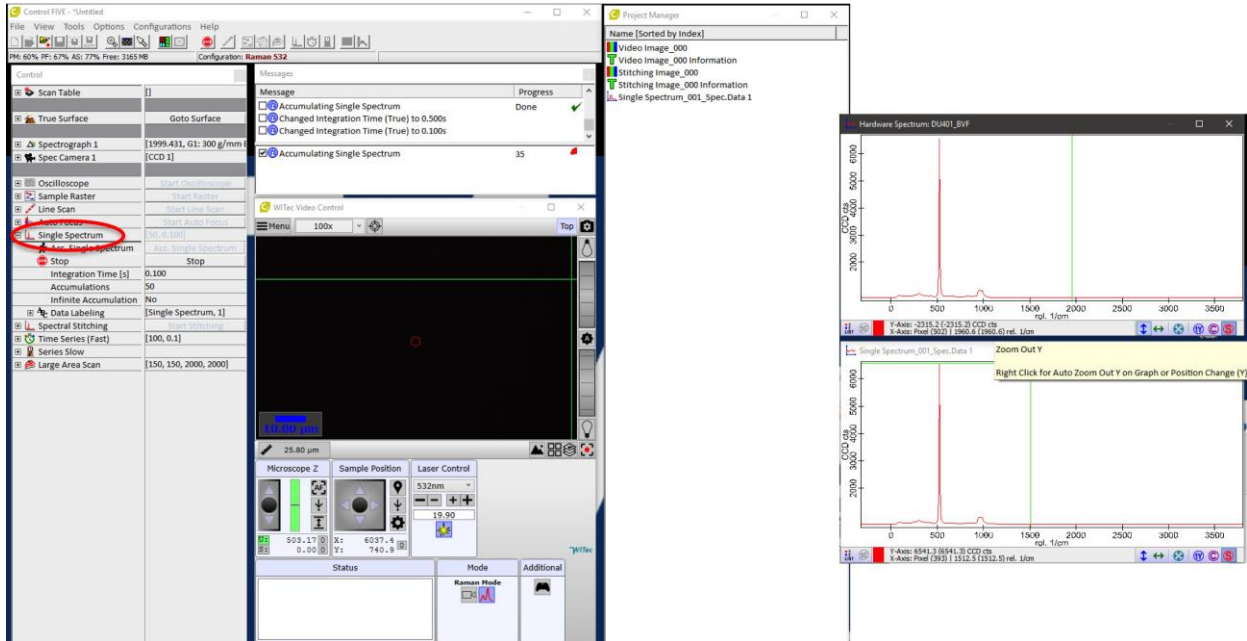 Control FIVE - *Untitled
File View Tools Options Configurations Help
PM: 60% PF: 67% AS: 77% Free: 3165 MB Configuration: Raman 532
Control
Scan Table []
True Surface Goto Surface
Spectrograph 1 [1999.431, G1: 300 g/mm
Spec Camera 1 [CCD 1]
Oscilloscope Start Oscilloscope
Sample Raster Start Raster
Line Scan Start Line Scan
Auto Focus Start Auto Focus
Single Spectrum [50, 0.100]
Acc. Single Spectrum Acc. Single Spectrum
Stop Stop
Integration Time [s] 0.100
Accumulations 50
Infinite Accumulation No
Data Labeling [Single Spectrum, 1]
Spectral Stitching Start Stitching
Time Series (Fast) [100, 0.1]
Series Slow
Large Area Scan [150, 150, 2000, 2000]
Messages
Message Progress
Accumulating Single Spectrum Done
Changed Integration Time (True) to 0.500s
Changed Integration Time (True) to 0.100s
Accumulating Single Spectrum 35
WITec Video Control
Menu 100x Top
10.00 µm
25.80 µm
Microscope Z Sample Position Laser Control
AF 532nm
19.90
503.17 0 X: 6037.4 0
0.00 0 Y: 740.9
WITec
Status Mode Additional
Raman Mode
Project Manager
Name [Sorted by Index]
Video Image_000
Video Image_000 Information
Stitching Image_000
Stitching Image_000 Information
Single Spectrum_001_Spec.Data 1
Hardware Spectrum: DU401_BVF
CCD cts
6000
5000
4000
3000
2000
0 500 1000 1500 2000 2500 3000 3500
rel. 1/cm
Y-Axis: -2315.2 (-2315.2) CCD cts
X-Axis: Pixel (502) | 1960.6 (1960.6) rel. 1/cm
Single Spectrum_001_Spec.Data 1
Zoom Out Y
Right Click for Auto Zoom Out Y on Graph or Position Change (Y)
CCD cts
6000
5000
4000
3000
2000
0 500 1000 1500 2000 2500 3000 3500
rel. 1/cm
Y-Axis: 6541.3 (6541.3) CCD cts
X-Axis: Pixel (393) | 1512.5 (1512.5) rel. 1/cm